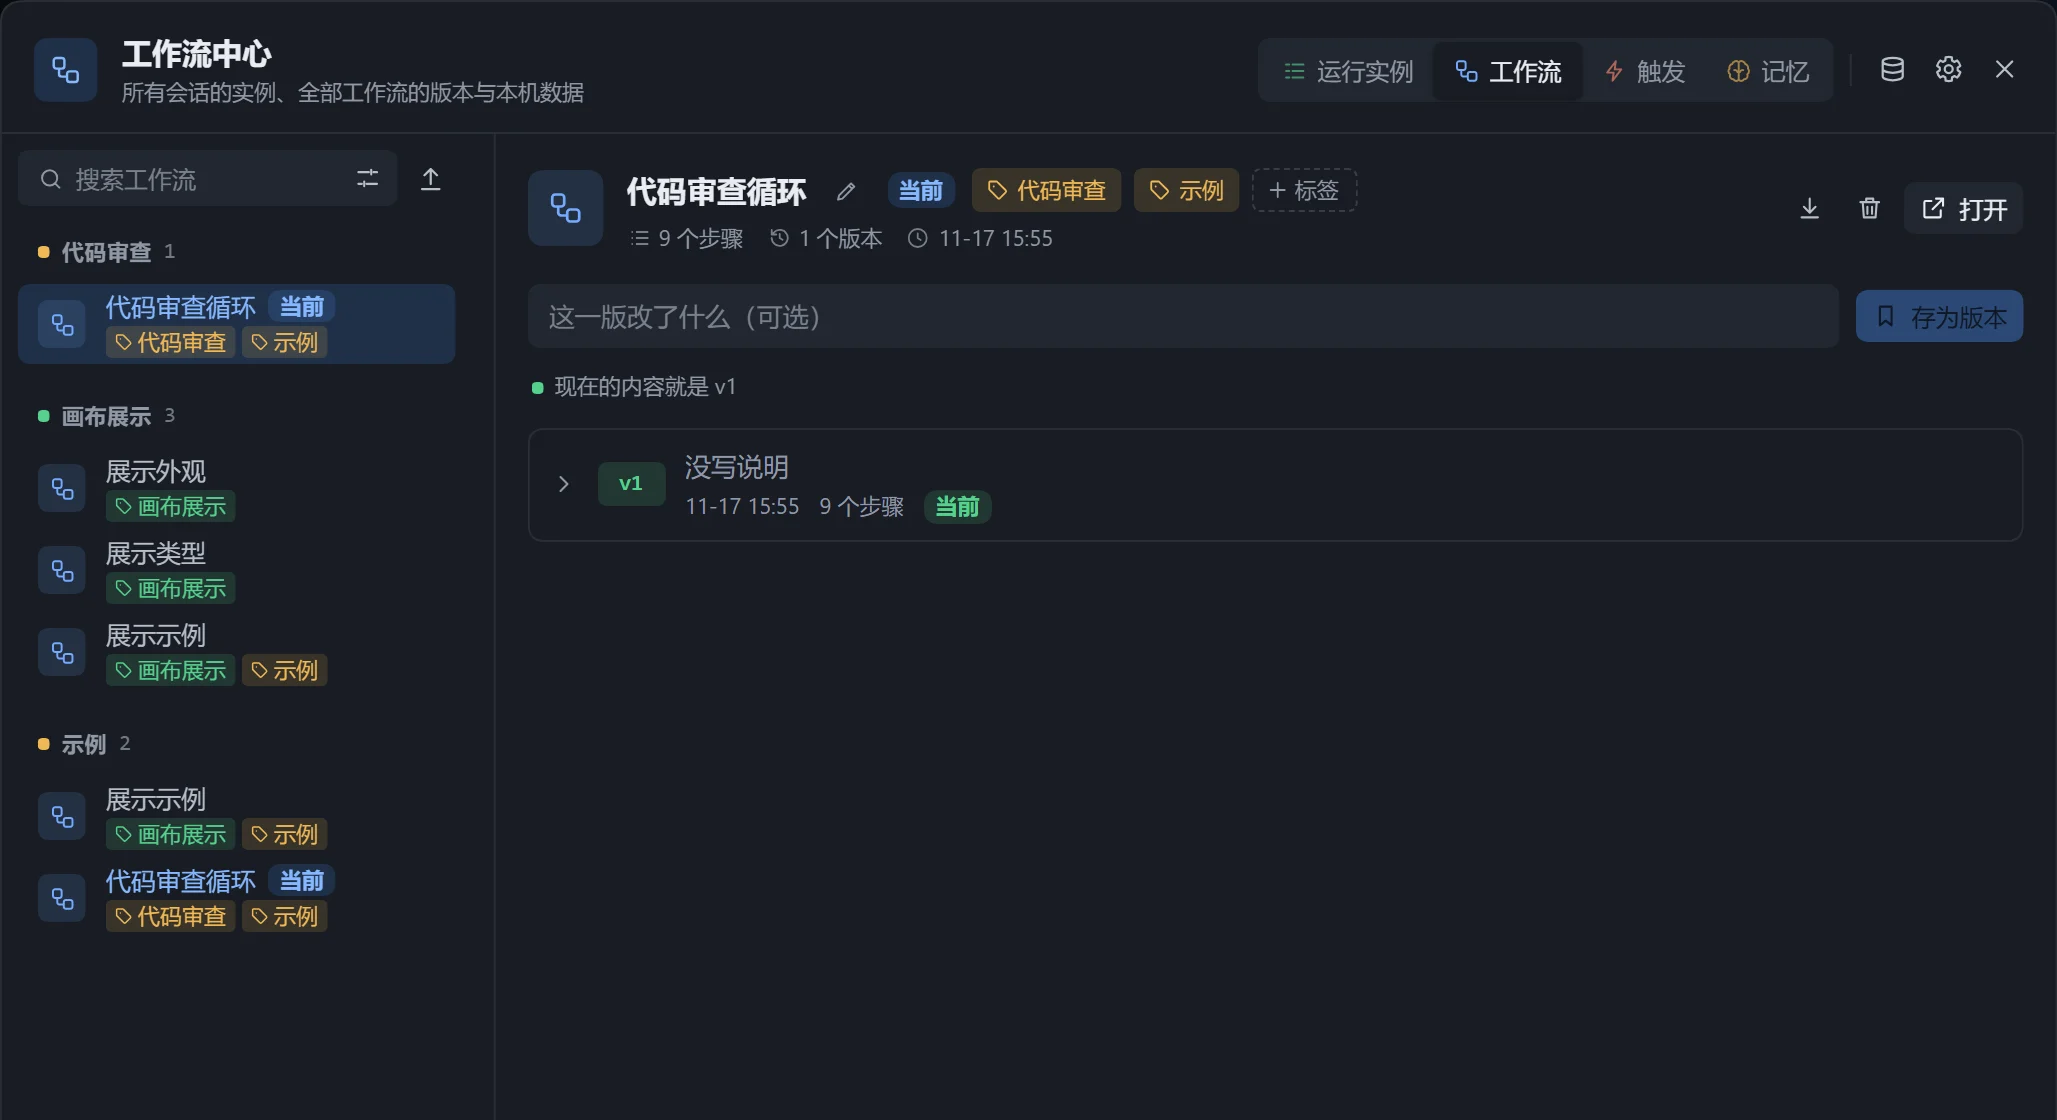 工作流中心
所有会话的实例、全部工作流的版本与本机数据
运行实例 工作流 触发 记忆
搜索工作流
代码审查 1
代码审查循环 当前
代码审查 示例
画布展示 3
展示外观
画布展示
展示类型
画布展示
展示示例
画布展示 示例
示例 2
展示示例
画布展示 示例
代码审查循环 当前
代码审查 示例
代码审查循环 当前 代码审查 示例 + 标签
9 个步骤 1 个版本 11-17 15:55
打开
这一版改了什么（可选）
存为版本
现在的内容就是 v1
v1
没写说明
11-17 15:55 9 个步骤 当前